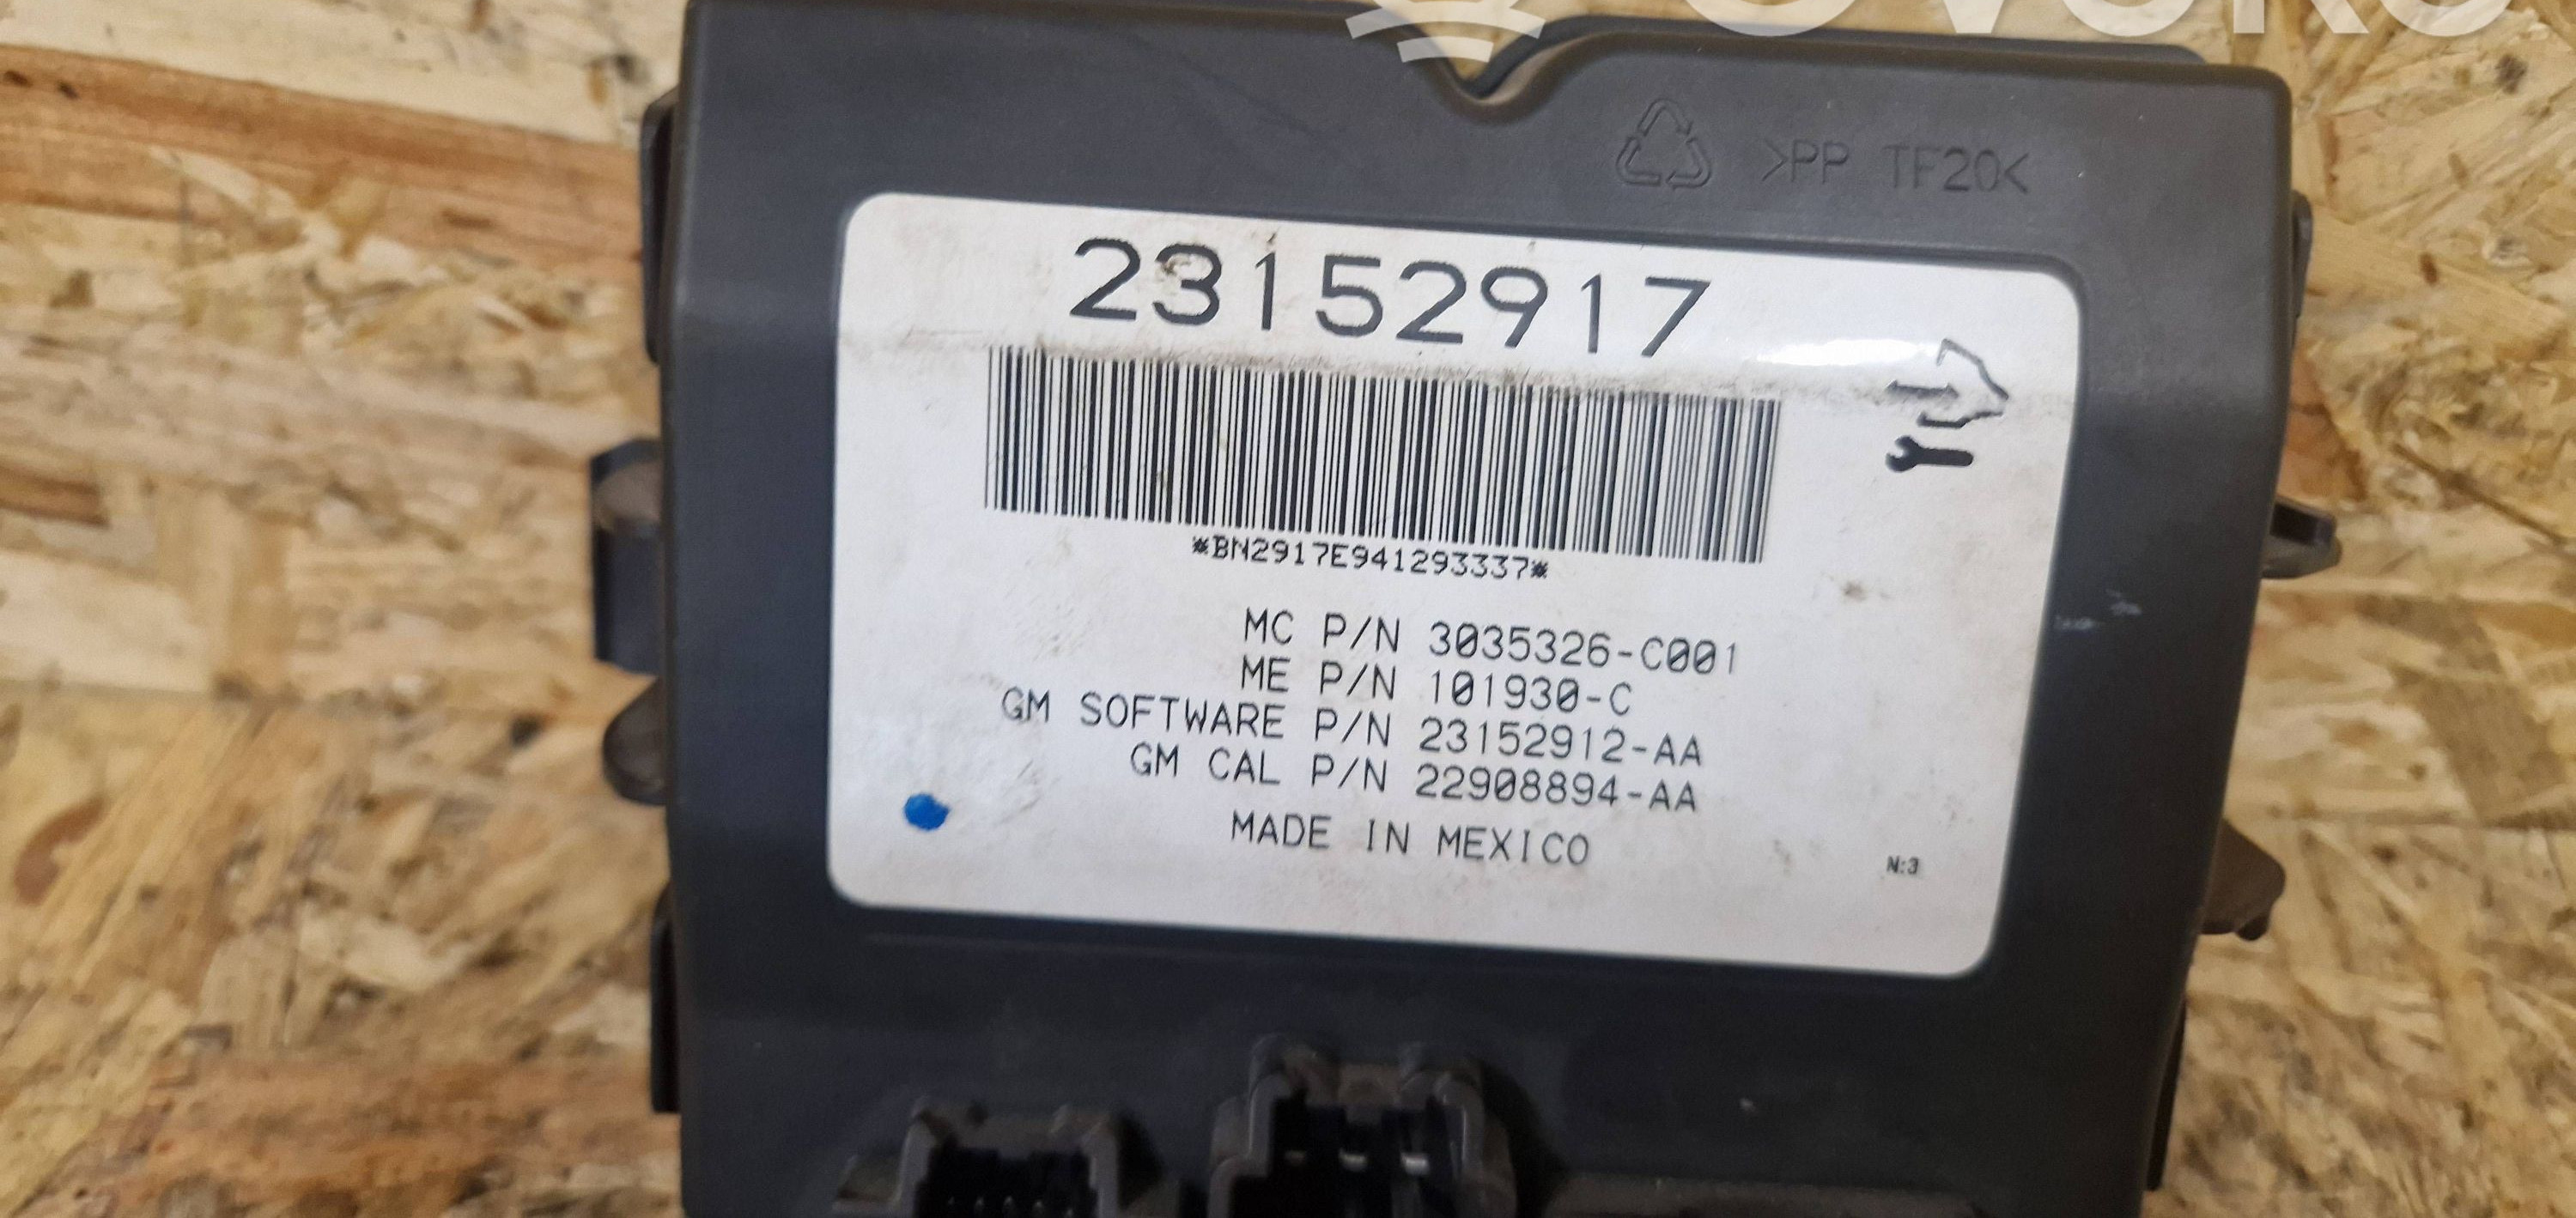 >PP TF20<
23152917
*BN2917E941293337*
MC P/N 3035326-C001
ME P/N 101930-C
GM SOFTWARE P/N 23152912-AA
GM CAL P/N 22908894-AA
MADE IN MEXICO
N:3